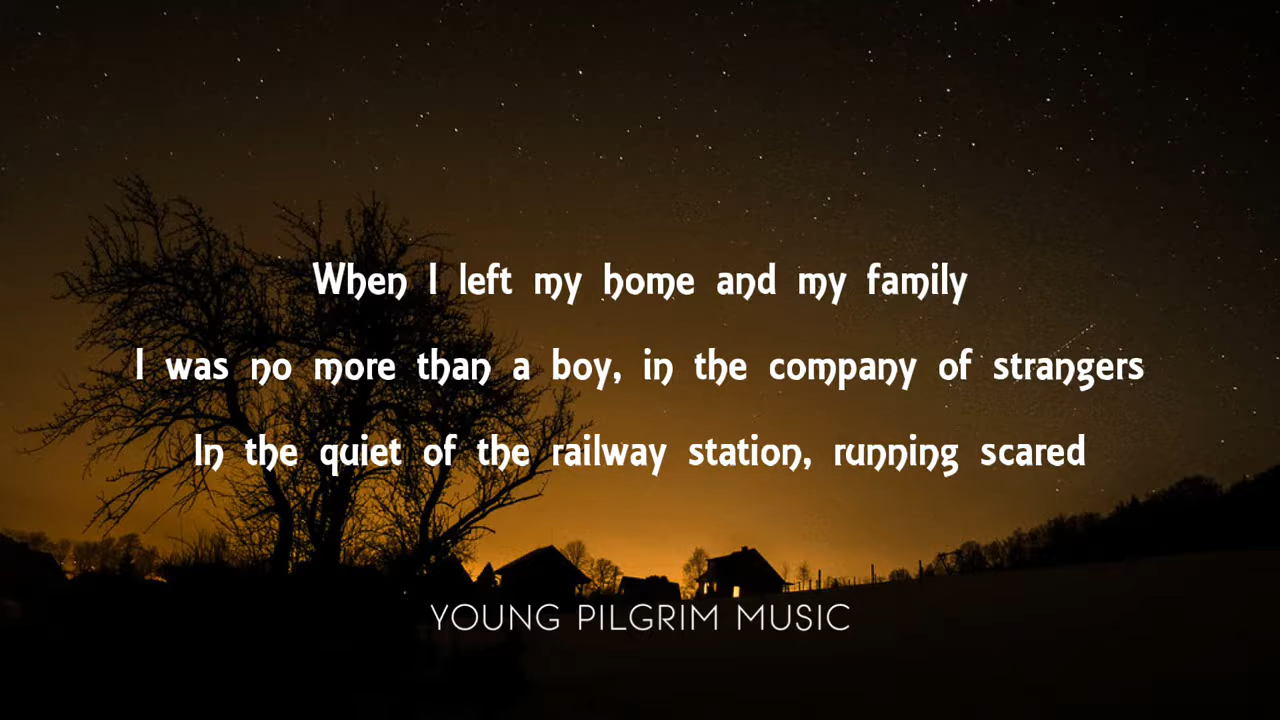 When I left my home and my family
I was no more than a boy, in the company of strangers
In the quiet of the railway station, running scared
YOUNG PILGRIM MUSIC